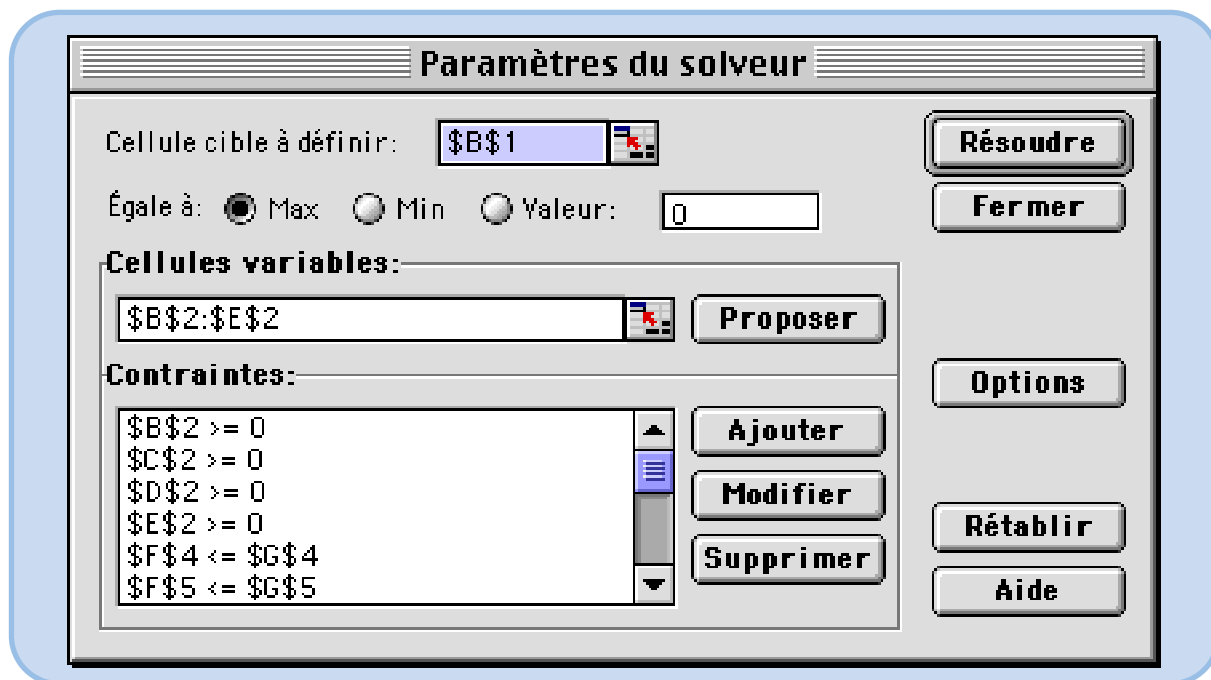 Paramètres du solveur
Cellule cible à définir: $B$1 Résoudre
Égale à: Max Min Valeur: 0 Fermer
Cellules variables:
$B$2:$E$2 Proposer
Contraintes: Options
$B$2 >= 0 Ajouter
$C$2 >= 0
$D$2 >= 0 Modifier
$E$2 >= 0 Rétablir
$F$4 <= $G$4 Supprimer
$F$5 <= $G$5 Aide